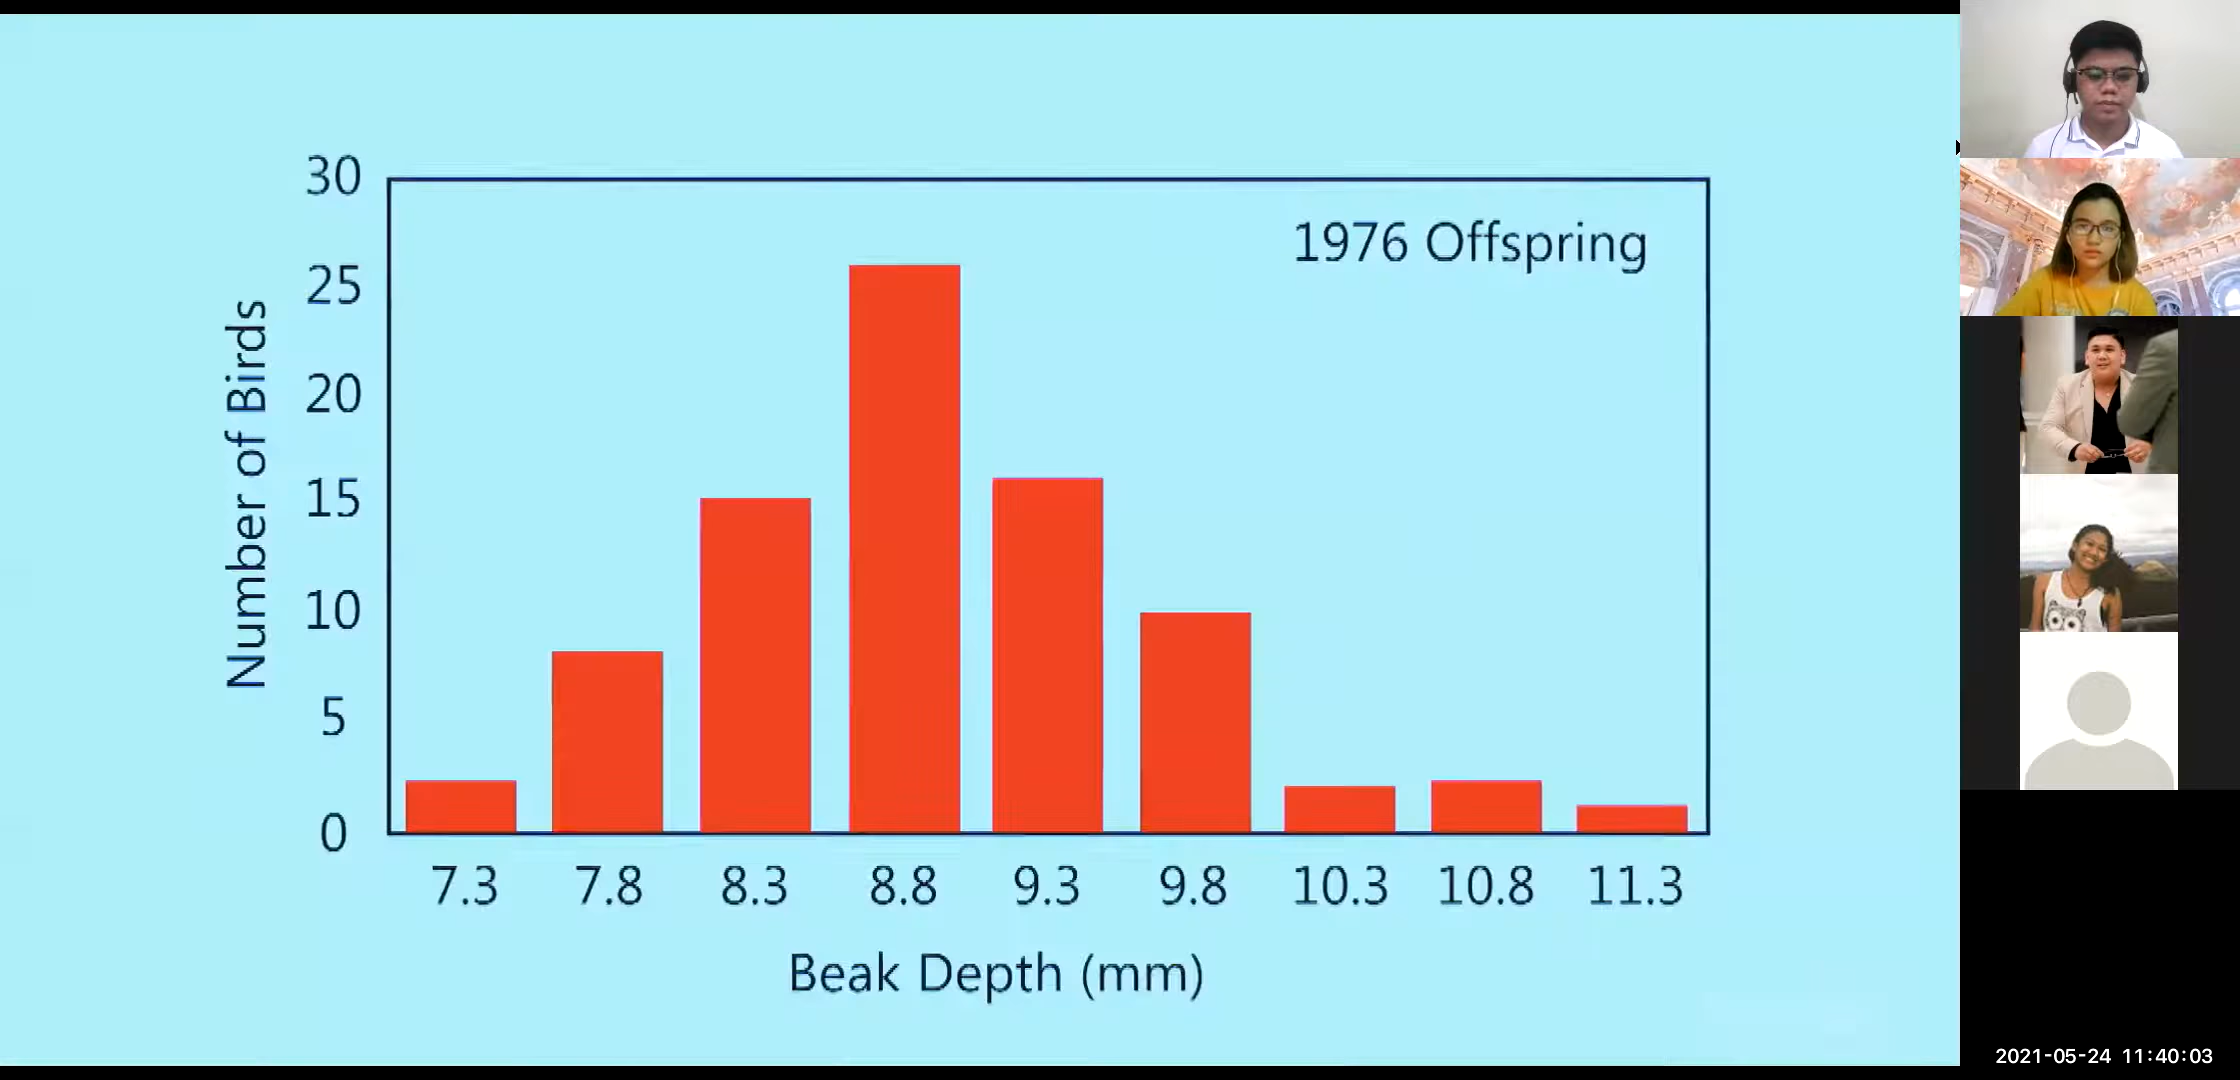 30
25
20
15
10
5
0
Number of Birds
1976 Offspring
7.3 7.8 8.3 8.8 9.3 9.8 10.3 10.8 11.3
Beak Depth (mm)
2021-05-24 11:40:03